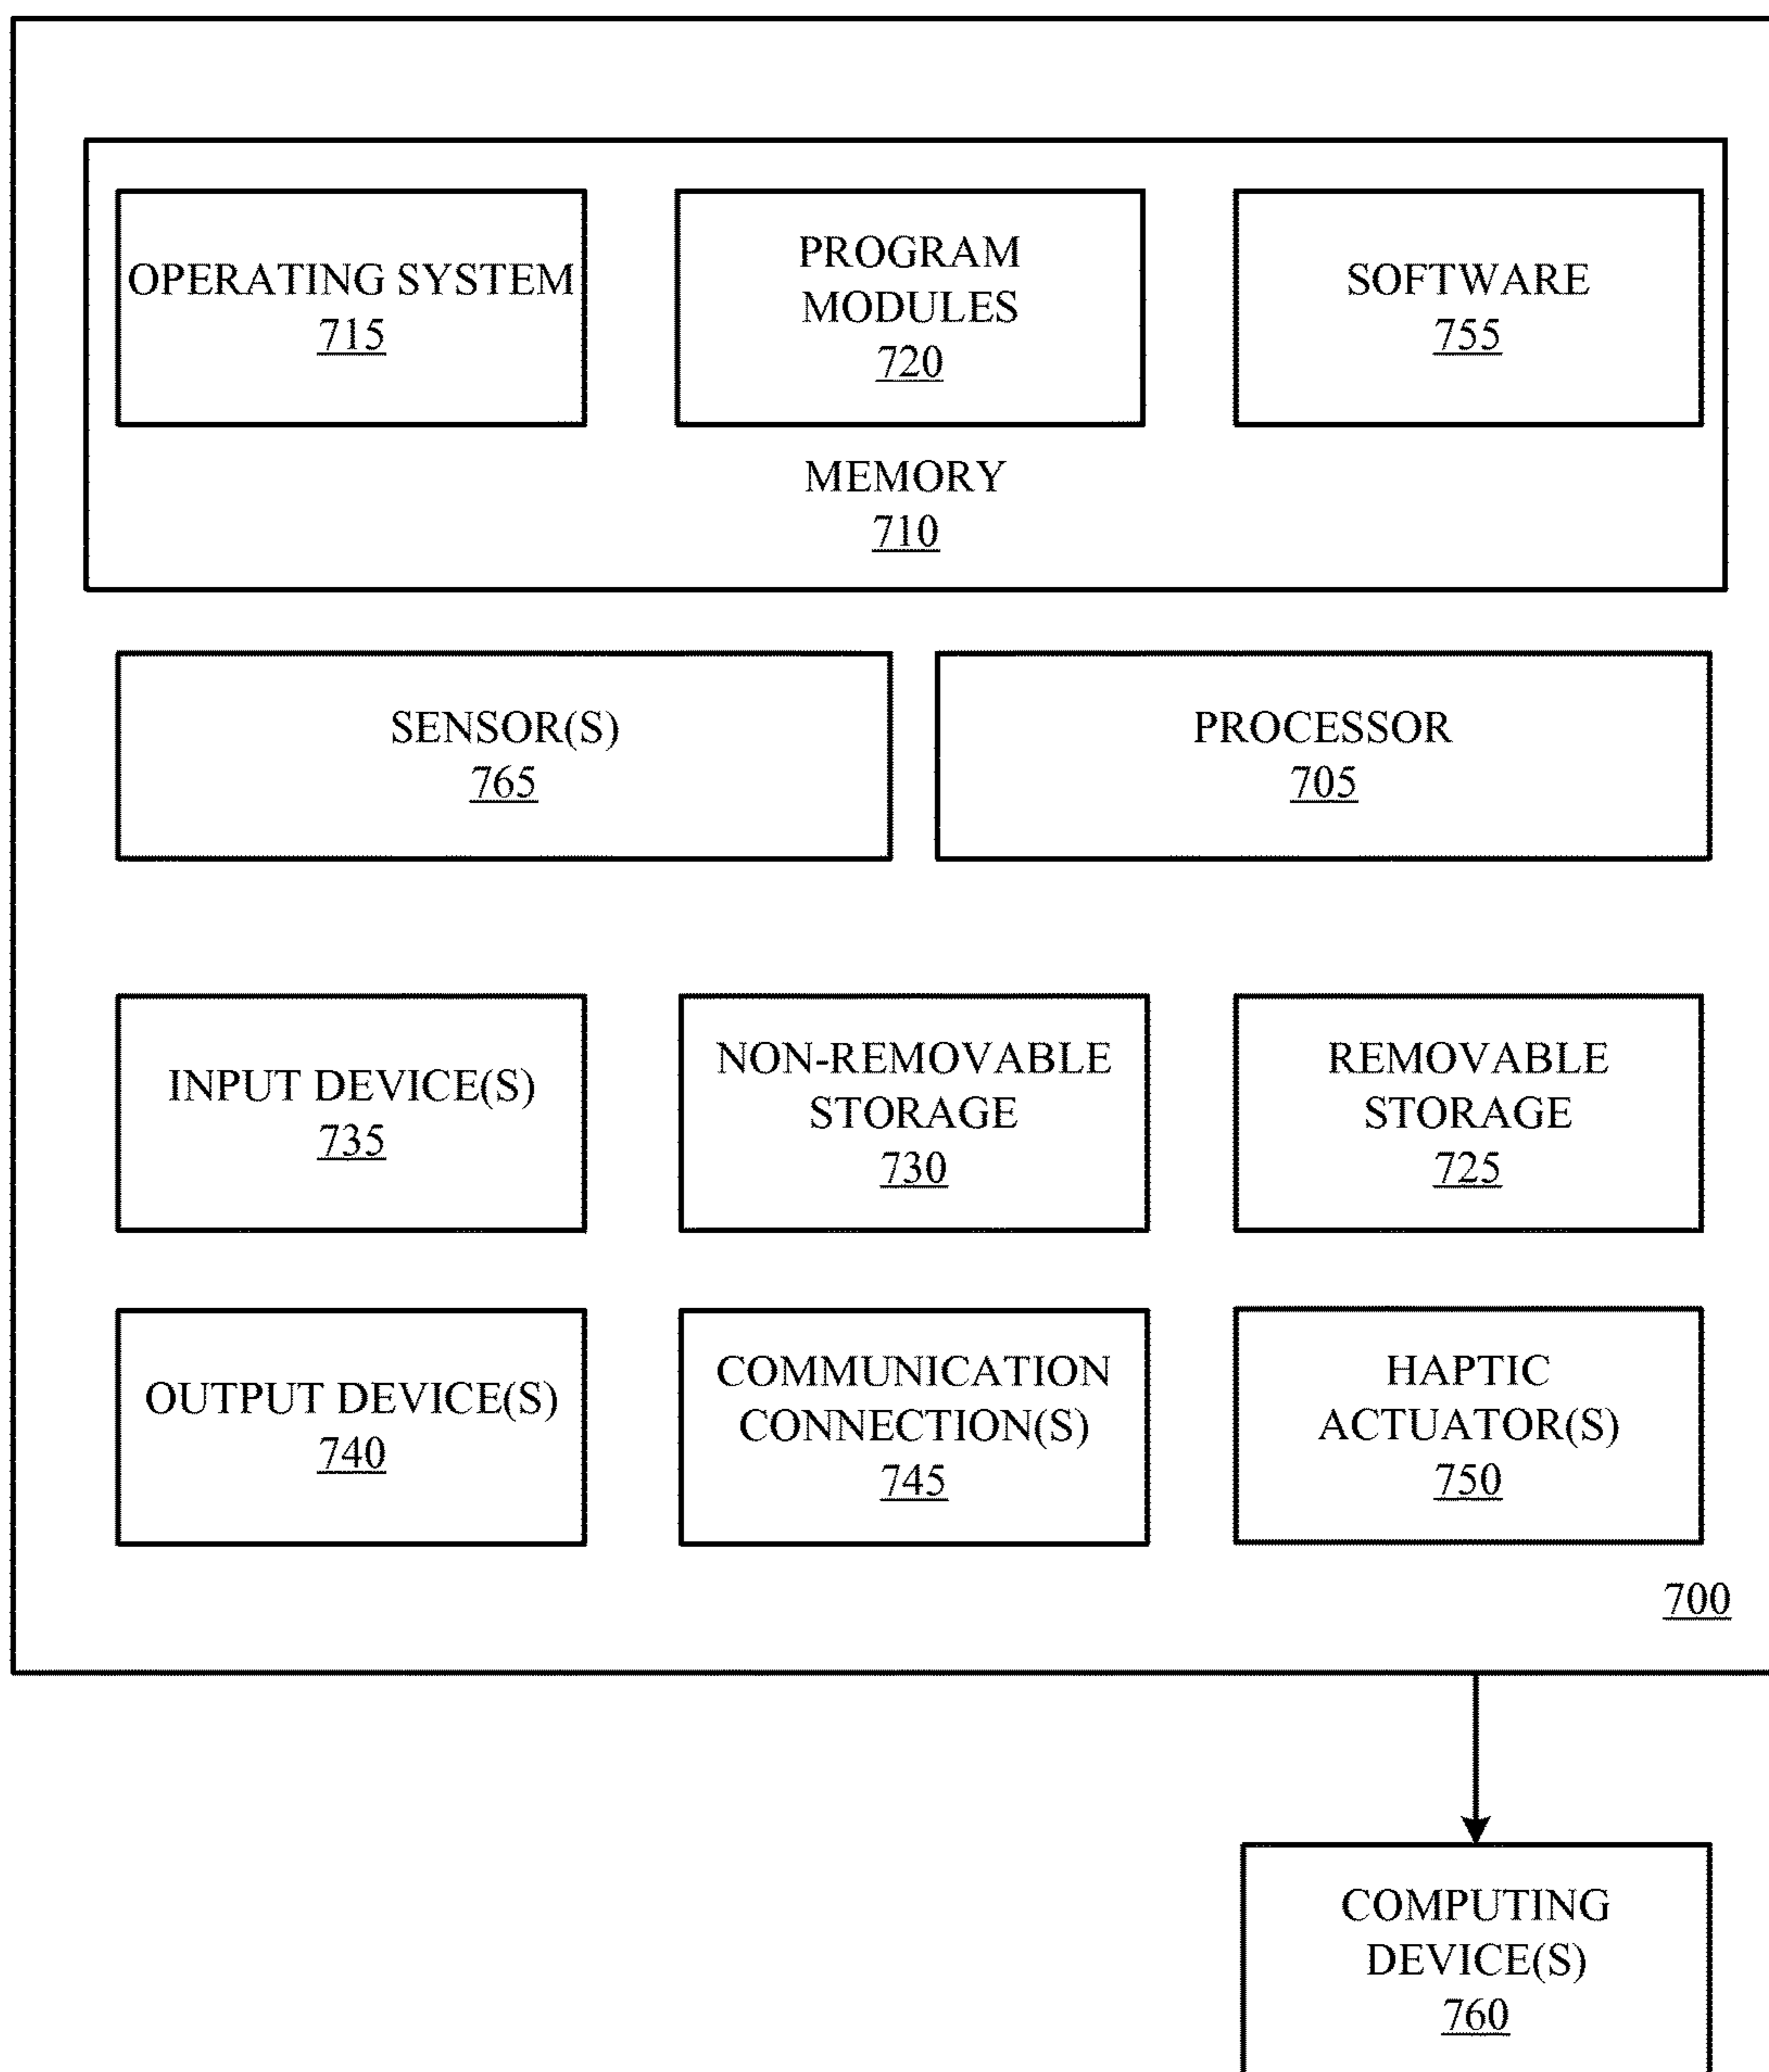 OPERATING SYSTEM
715
PROGRAM
MODULES
720
SOFTWARE
755
MEMORY
710
SENSOR(S)
765
PROCESSOR
705
INPUT DEVICE(S)
735
NON-REMOVABLE
STORAGE
730
REMOVABLE
STORAGE
725
OUTPUT DEVICE(S)
740
COMMUNICATION
CONNECTION(S)
745
HAPTIC
ACTUATOR(S)
750
700
COMPUTING
DEVICE(S)
760